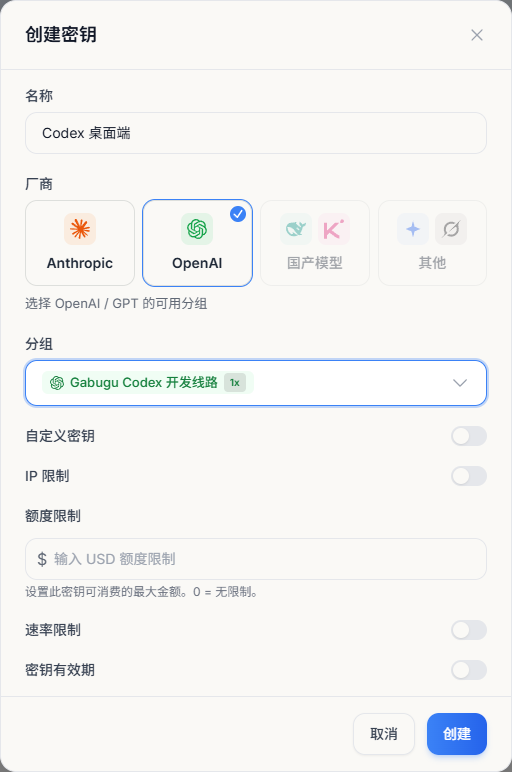 创建密钥
名称
Codex 桌面端
厂商
Anthropic
OpenAI
国产模型
其他
选择 OpenAI / GPT 的可用分组
分组
Gabugu Codex 开发线路 1x
自定义密钥
IP 限制
额度限制
$ 输入 USD 额度限制
设置此密钥可消费的最大金额。0 = 无限制。
速率限制
密钥有效期
取消
创建